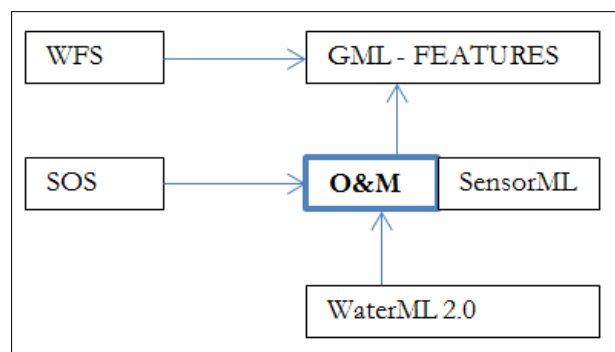 WFS
GML - FEATURES
SOS
O&M
SensorML
WaterML 2.0